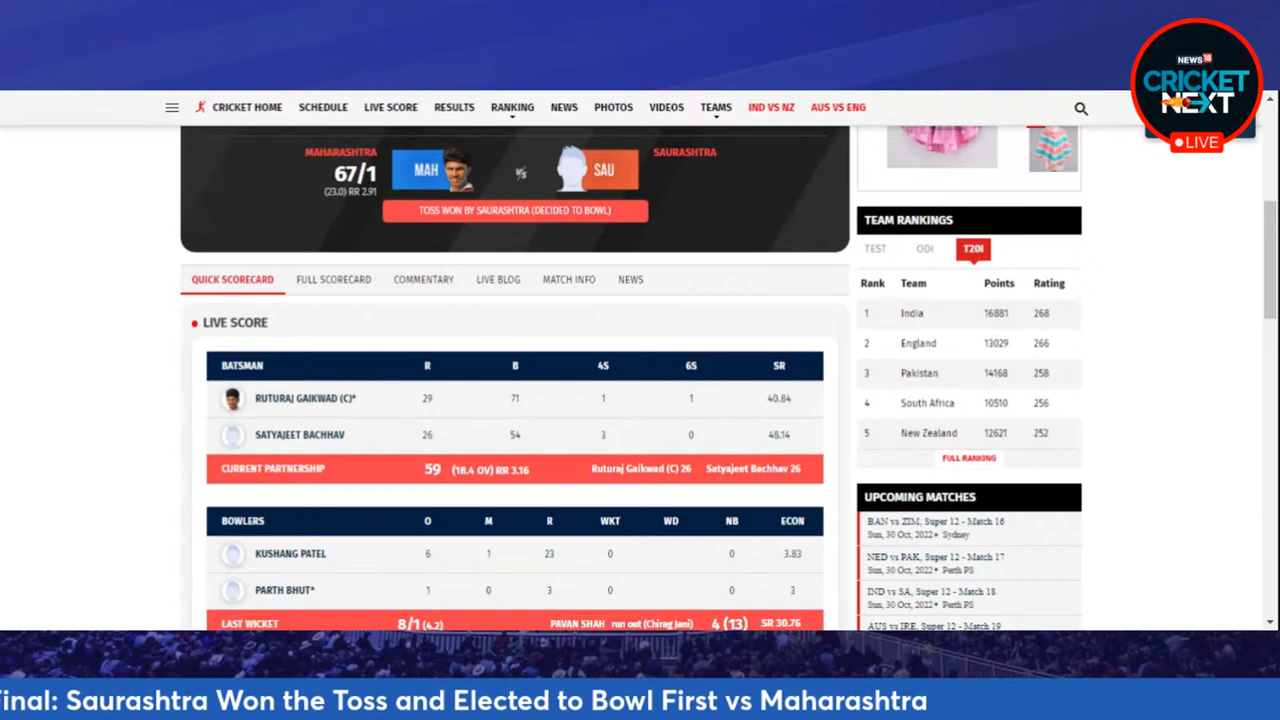 NEWS18
CRICKET
NEXT
LIVE
CRICKET HOME SCHEDULE LIVE SCORE RESULTS RANKING NEWS PHOTOS VIDEOS TEAMS IND VS NZ AUS VS ENG
MAHARASHTRA
67/1
(23.0) RR 2.91
MAH V/S SAU
SAURASHTRA
TOSS WON BY SAURASHTRA (DECIDED TO BOWL)
QUICK SCORECARD FULL SCORECARD COMMENTARY LIVE BLOG MATCH INFO NEWS
LIVE SCORE
BATSMAN R B 4S 6S SR
RUTURAJ GAIKWAD (C)* 29 71 1 1 40.84
SATYAJEET BACHHAV 26 54 3 0 48.14
CURRENT PARTNERSHIP 59 (18.4 OV) RR 3.16 Ruturaj Gaikwad (C) 26 Satyajeet Bachhav 26
BOWLERS O M R WKT WD NB ECON
KUSHANG PATEL 6 1 23 0 0 3.83
PARTH BHUT* 1 0 3 0 0 3
LAST WICKET 8/1 (4.2) PAVAN SHAH run out (Chirag Jani) 4 (13) SR 30.76
TEAM RANKINGS
TEST ODI T20I
Rank Team Points Rating
1 India 16881 268
2 England 13029 266
3 Pakistan 14168 258
4 South Africa 10510 256
5 New Zealand 12621 252
FULL RANKING
UPCOMING MATCHES
BAN vs ZIM, Super 12 - Match 16
Sun, 30 Oct, 2022• Sydney
NED vs PAK, Super 12 - Match 17
Sun, 30 Oct, 2022• Perth PS
IND vs SA, Super 12 - Match 18
Sun, 30 Oct, 2022• Perth PS
AUS vs IRE, Super 12 - Match 19
Final: Saurashtra Won the Toss and Elected to Bowl First vs Maharashtra